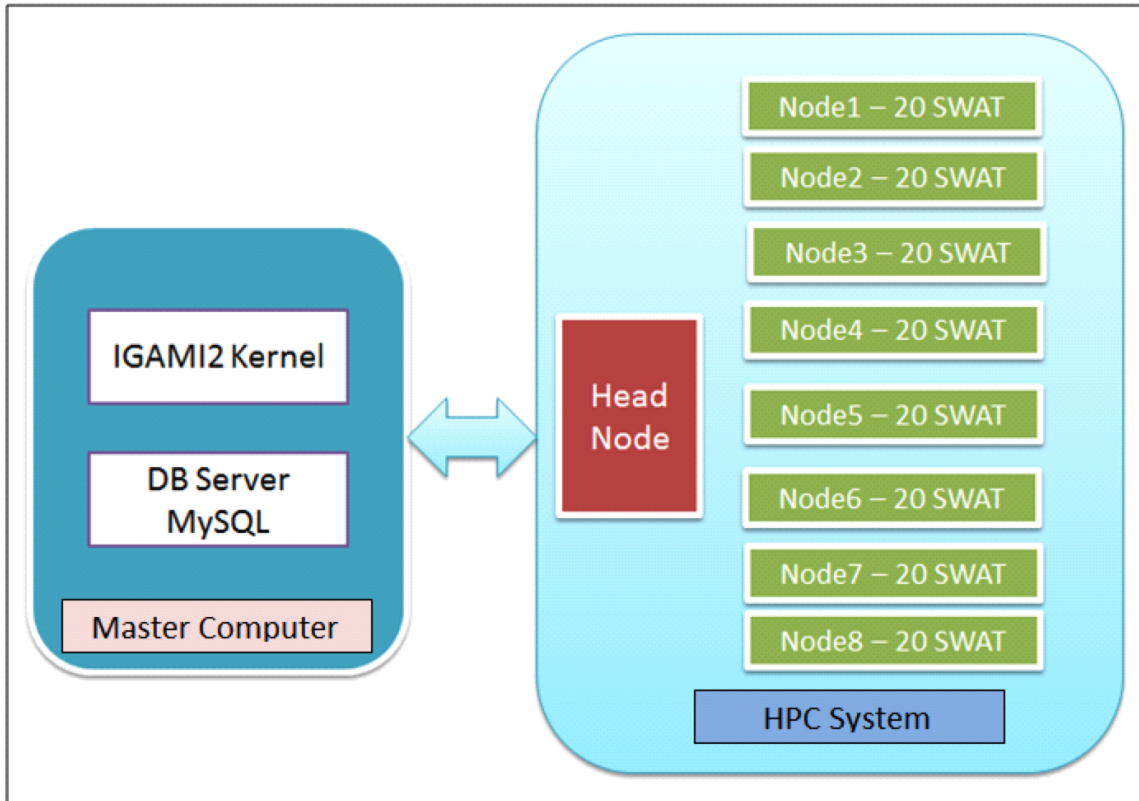 IGAMI2 Kernel
DB Server
MySQL
Master Computer
Head
Node
Node1 – 20 SWAT
Node2 – 20 SWAT
Node3 – 20 SWAT
Node4 – 20 SWAT
Node5 – 20 SWAT
Node6 – 20 SWAT
Node7 – 20 SWAT
Node8 – 20 SWAT
HPC System